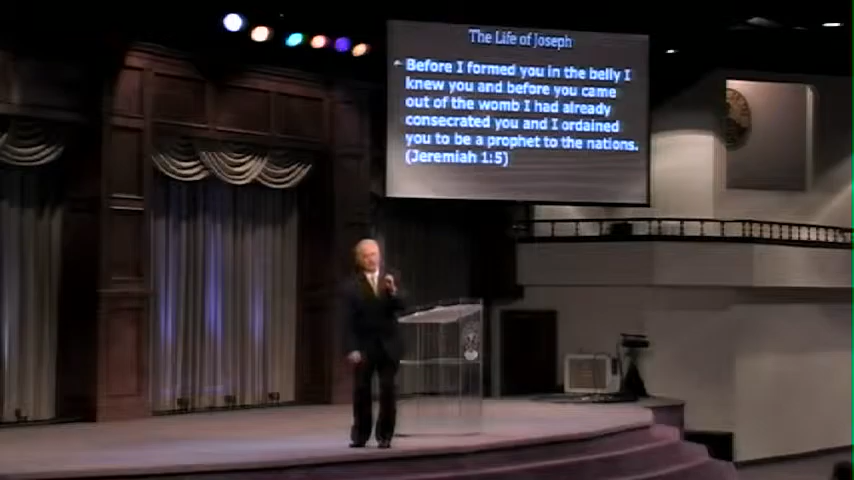 The Life of Joseph
Before I formed you in the belly I
knew you and before you came
out of the womb I had already
consecrated you and I ordained
you to be a prophet to the nations.
(Jeremiah 1:5)